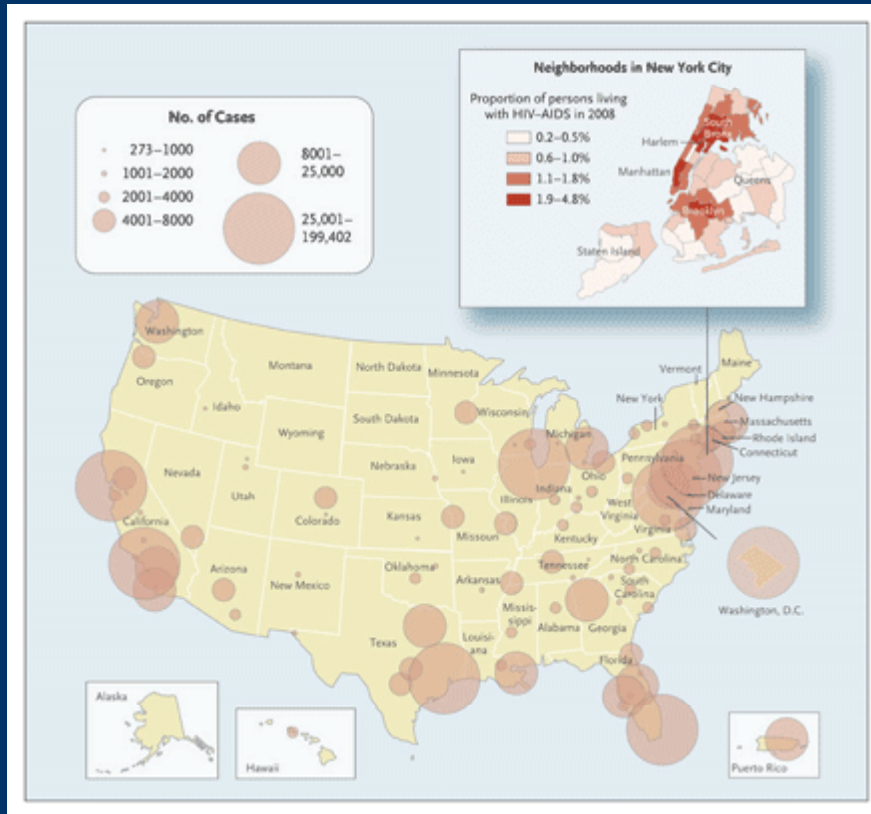 No. of Cases
273–1000
1001–2000
2001–4000
4001–8000
8001–
25,000
25,001–
199,402
Neighborhoods in New York City
Proportion of persons living
with HIV–AIDS in 2008
0.2–0.5%
0.6–1.0%
1.1–1.8%
1.9–4.8%
South
Bronx
Harlem
Manhattan
Queens
Brooklyn
Staten Island
Washington
Oregon
Idaho
Montana
Wyoming
North Dakota
South Dakota
Minnesota
Wisconsin
Michigan
Nebraska
Iowa
Nevada
Utah
California
Colorado
Kansas
Missouri
Illinois
Indiana
Ohio
Kentucky
West
Virginia
Virginia
Pennsylvania
New York
Vermont
Maine
New Hampshire
Massachusetts
Rhode Island
Connecticut
New Jersey
Delaware
Maryland
Washington, D.C.
Arizona
New Mexico
Oklahoma
Arkansas
Tennessee
North Carolina
South
Carolina
Texas
Louisi-
ana
Missis-
sippi
Alabama
Georgia
Florida
Alaska
Hawaii
Puerto Rico